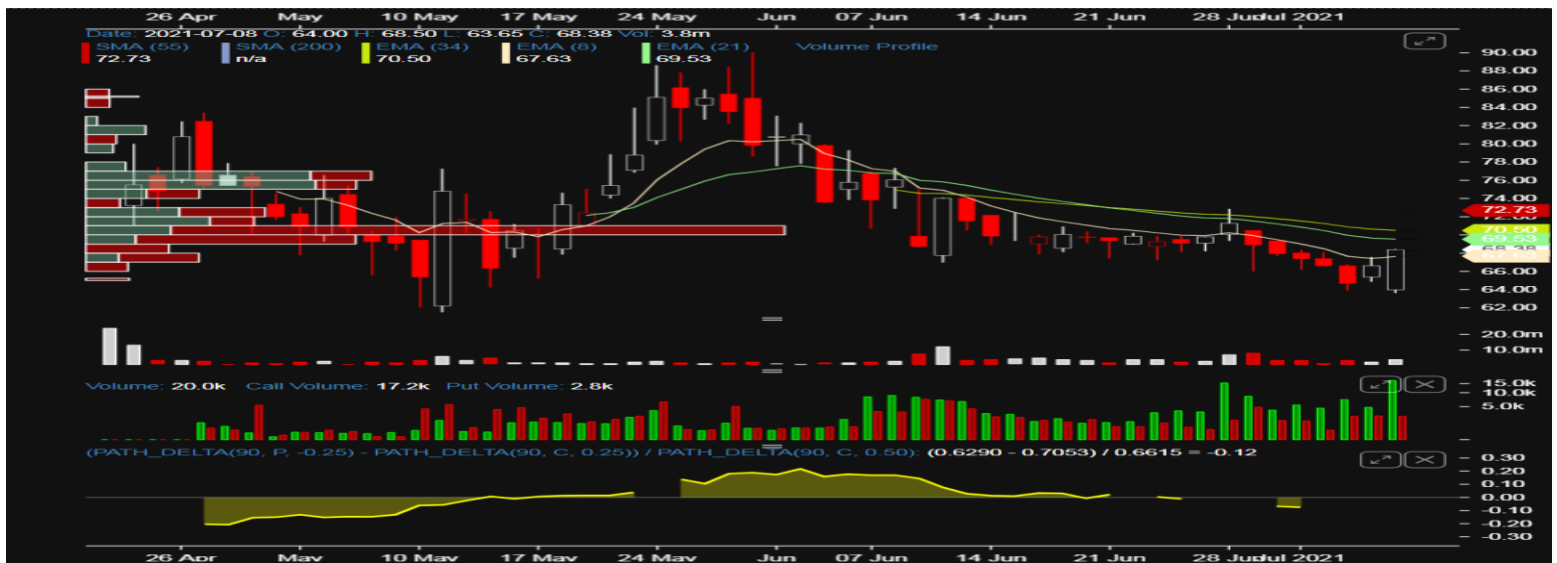 26 Apr May 10 May 17 May 24 May Jun 07 Jun 14 Jun 21 Jun 28 Jun Jul 2021
Date: 2021-07-08 O: 64.00 H: 68.50 L: 63.65 C: 68.38 Vol: 3.8m
SMA (55) SMA (200) EMA (34) EMA (8) EMA (21) Volume Profile
72.73 n/a 70.50 67.63 69.53
90.00
88.00
86.00
84.00
82.00
80.00
78.00
76.00
74.00
72.73
72.00
70.50
69.53
68.38
67.63
66.00
64.00
62.00
20.0m
10.0m
Volume: 20.0k Call Volume: 17.2k Put Volume: 2.8k
15.0k
10.0k
5.0k
(PATH_DELTA(90, P, -0.25) - PATH_DELTA(90, C, 0.25)) / PATH_DELTA(90, C, 0.50): (0.6290 - 0.7053) / 0.6615 = -0.12
0.30
0.20
0.10
0.00
-0.10
-0.20
-0.30
26 Apr May 10 May 17 May 24 May Jun 07 Jun 14 Jun 21 Jun 28 Jun Jul 2021